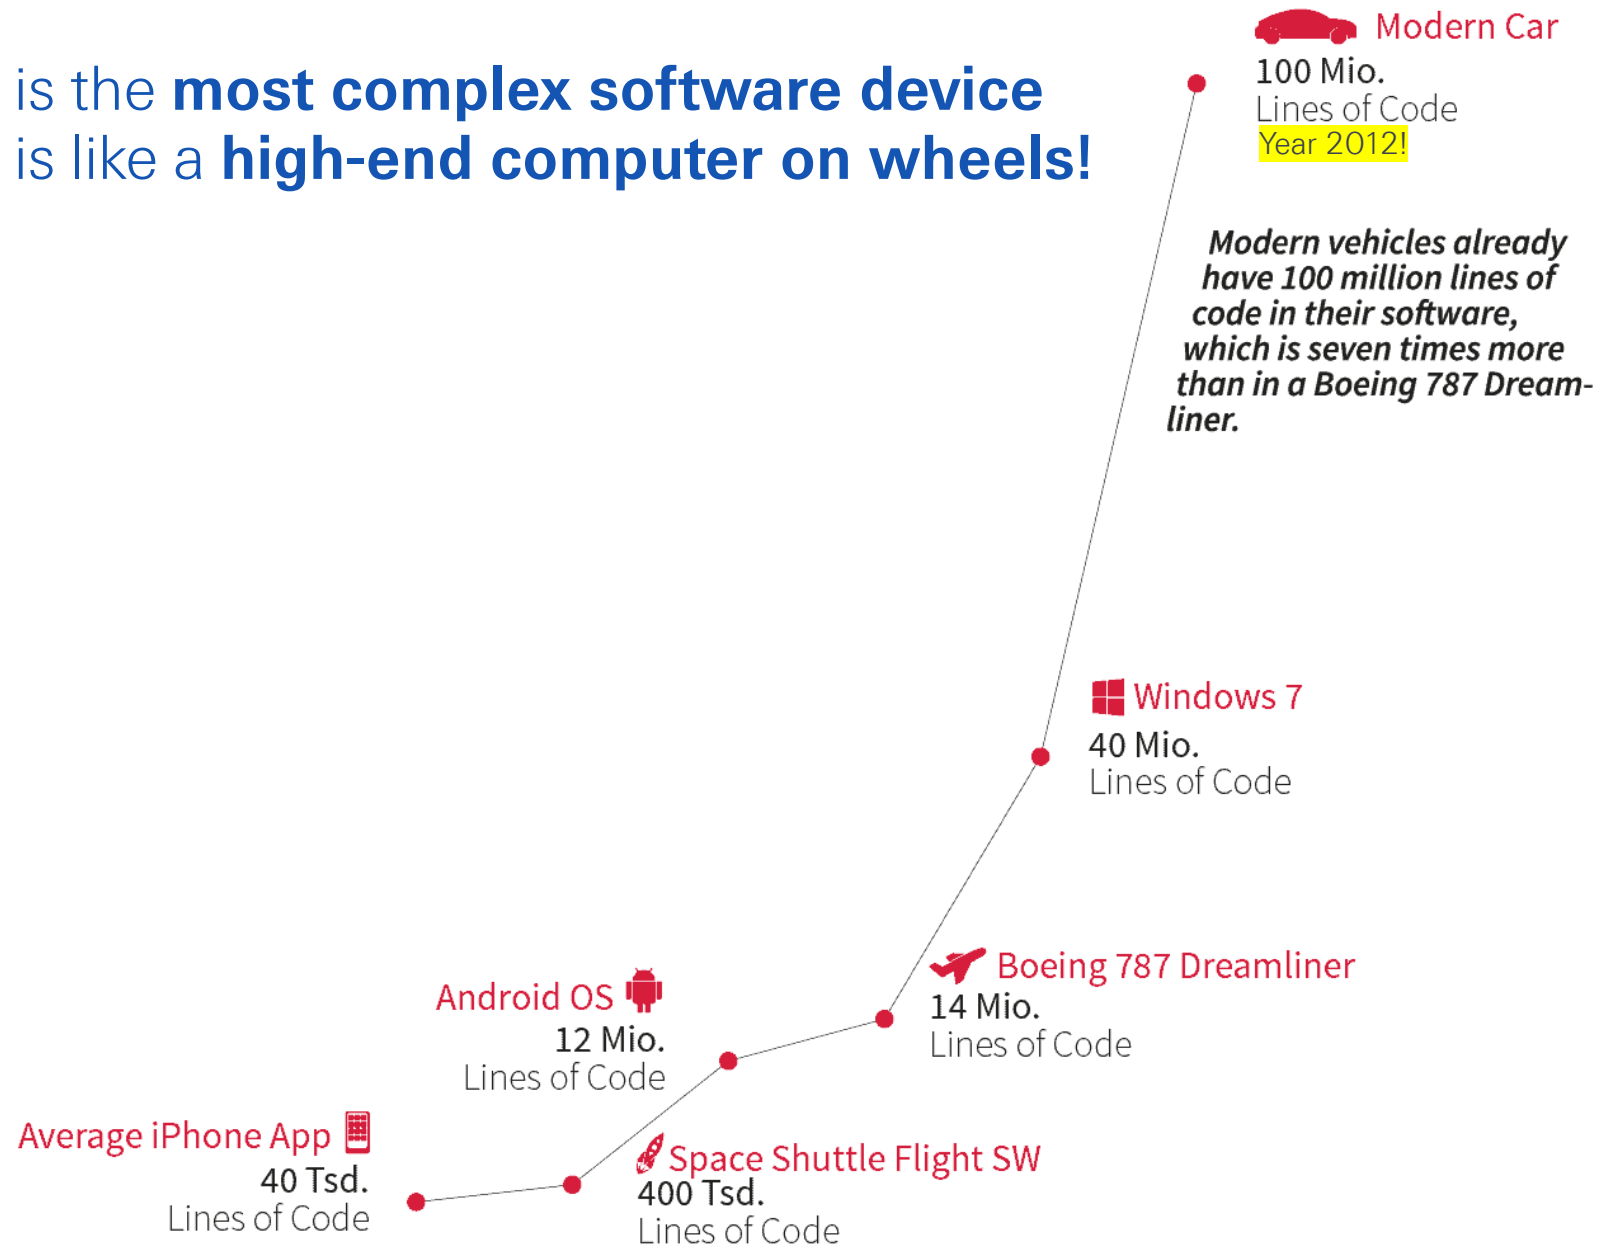 is the most complex software device
is like a high-end computer on wheels!
Modern Car
100 Mio.
Lines of Code
Year 2012!
Modern vehicles already
have 100 million lines of
code in their software,
which is seven times more
than in a Boeing 787 Dream-
liner.
Windows 7
40 Mio.
Lines of Code
Boeing 787 Dreamliner
14 Mio.
Lines of Code
Android OS
12 Mio.
Lines of Code
Average iPhone App
40 Tsd.
Lines of Code
Space Shuttle Flight SW
400 Tsd.
Lines of Code